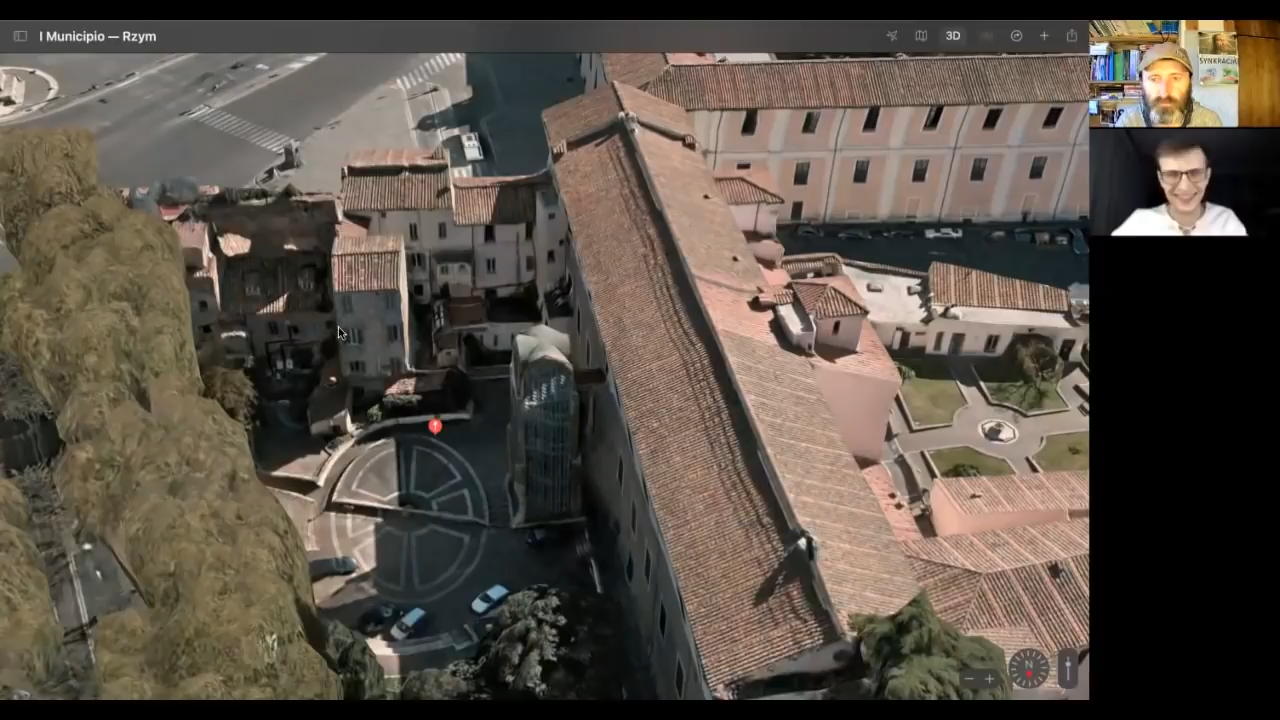 I Municipio — Rzym
3D
SYNKRACJA
N